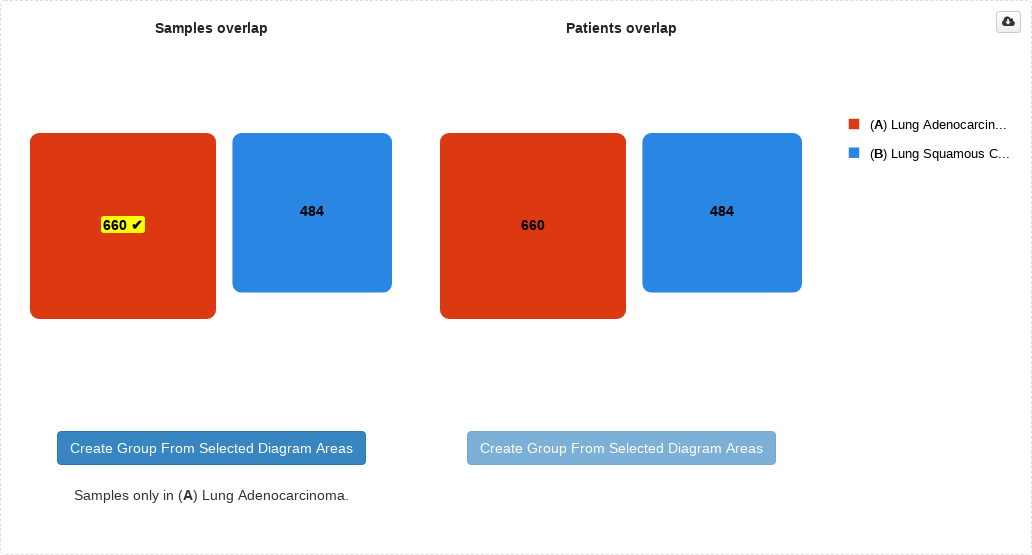 Samples overlap
Patients overlap
(A) Lung Adenocarcin...
(B) Lung Squamous C...
660 ✔
484
660
484
Create Group From Selected Diagram Areas
Create Group From Selected Diagram Areas
Samples only in (A) Lung Adenocarcinoma.